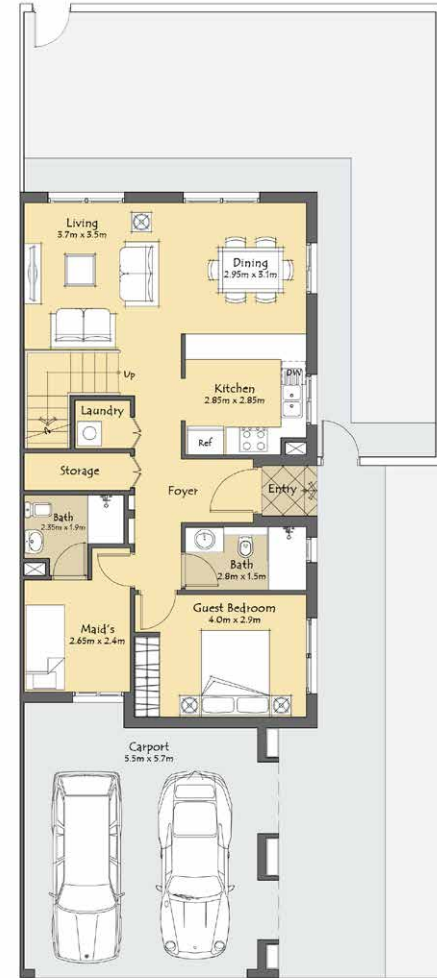 Living
3.7m x 3.5m
Dining
2.95m x 3.1m
Up
Kitchen
2.85m x 2.85m
DW
Laundry
Ref
Storage
Foyer
Entry
Bath
2.35m x 1.9m
Bath
2.8m x 1.5m
Maid's
2.65m x 2.4m
Guest Bedroom
4.0m x 2.9m
Carport
5.5m x 5.7m